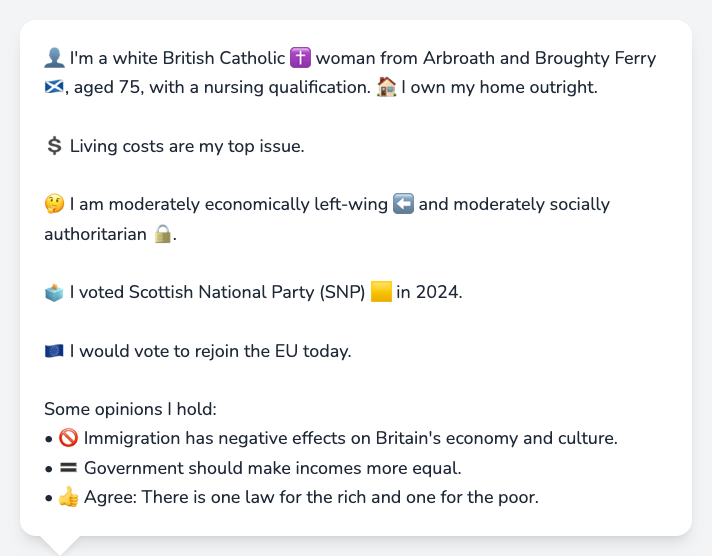 👤 I'm a white British Catholic ✝️ woman from Arbroath and Broughty Ferry
🏴󠁧󠁢󠁳󠁣󠁴󠁿, aged 75, with a nursing qualification. 🏠 I own my home outright.
💲 Living costs are my top issue.
🤔 I am moderately economically left-wing ⬅️ and moderately socially
authoritarian 🔒.
🗳️ I voted Scottish National Party (SNP) 🟨 in 2024.
🇪🇺 I would vote to rejoin the EU today.
Some opinions I hold:
• 🚫 Immigration has negative effects on Britain's economy and culture.
• 🟰 Government should make incomes more equal.
• 👍 Agree: There is one law for the rich and one for the poor.